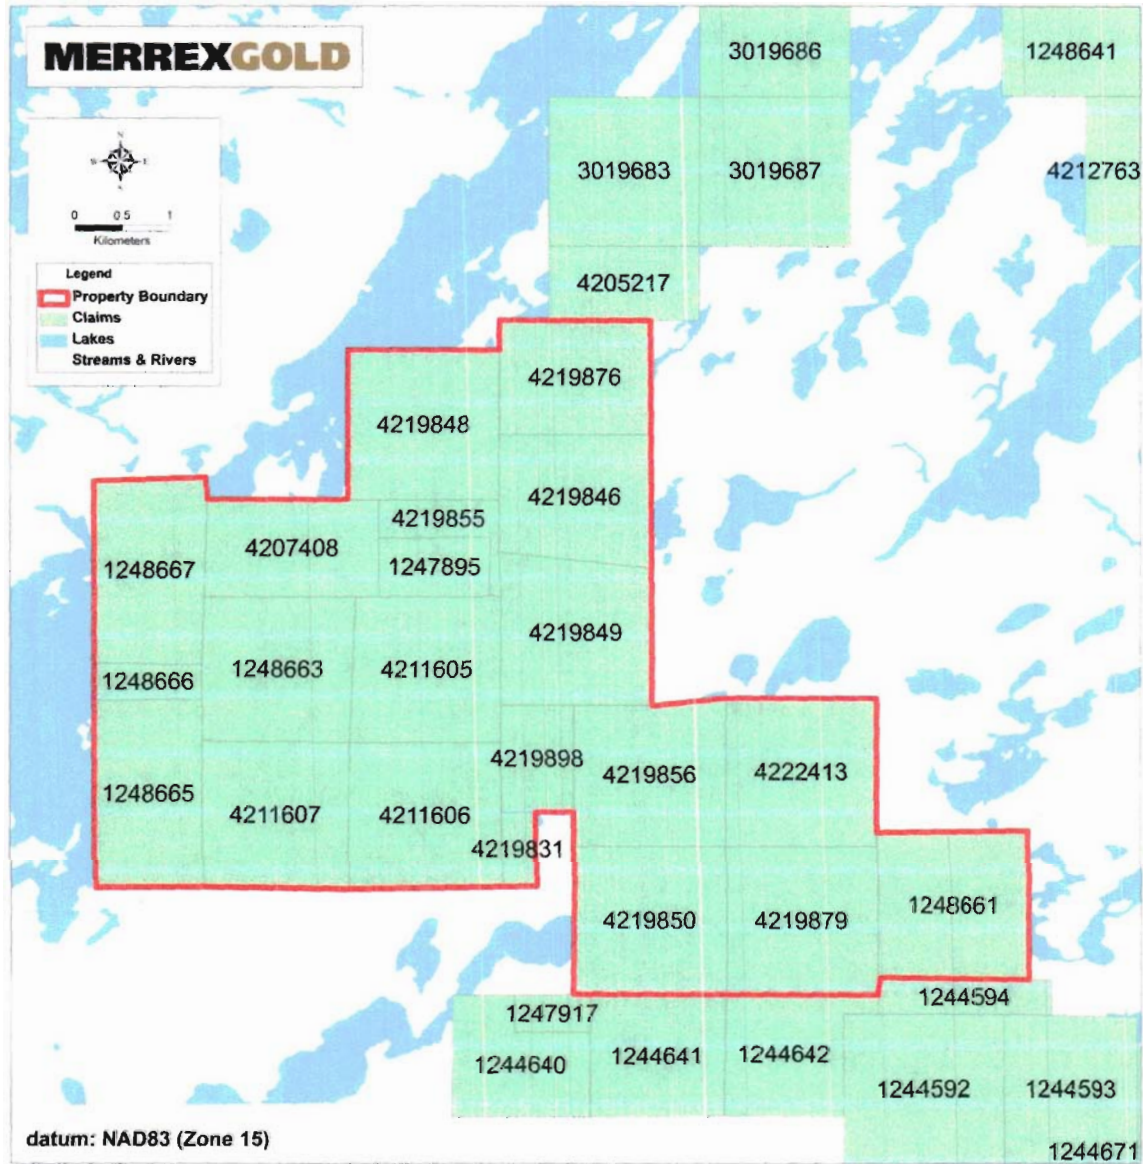 MERREXGOLD
3019686
1248641
N
W E
S
3019683
3019687
4212763
0 0.5 1
Kilometers
4205217
Legend
Property Boundary
Claims
Lakes
Streams & Rivers
4219876
4219848
4219846
4219855
4207408
1247895
1248667
4219849
1248663
4211605
1248666
4219898
4219856
4222413
1248665
4211607
4211606
4219831
1248661
4219850
4219879
1244594
1247917
1244641
1244642
1244640
1244592
1244593
datum: NAD83 (Zone 15)
1244671